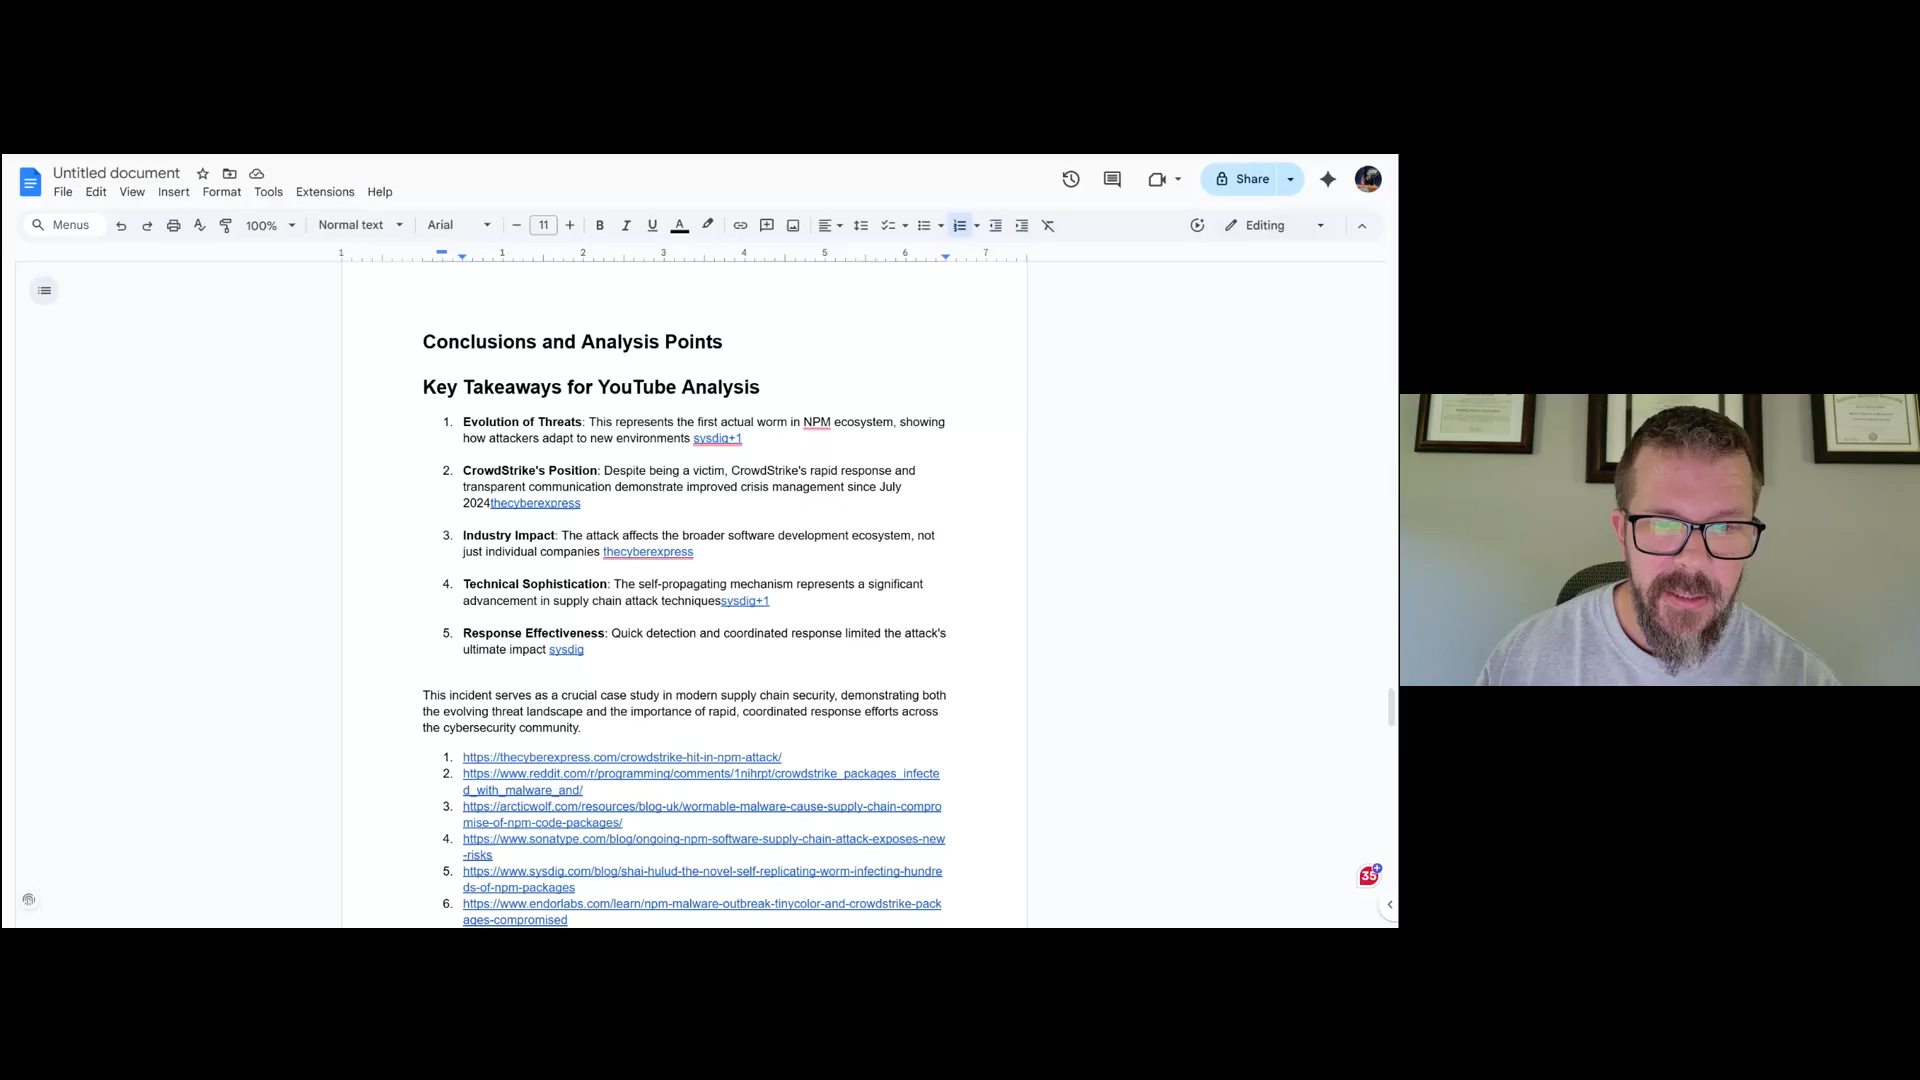 Untitled document
File Edit View Insert Format Tools Extensions Help
Share
Menus 100% Normal text Arial 11 Editing
1 1 2 3 4 5 6 7
Conclusions and Analysis Points
Key Takeaways for YouTube Analysis
1. Evolution of Threats: This represents the first actual worm in NPM ecosystem, showing
how attackers adapt to new environments sysdig+1
2. CrowdStrike's Position: Despite being a victim, CrowdStrike's rapid response and
transparent communication demonstrate improved crisis management since July
2024thecyberexpress
3. Industry Impact: The attack affects the broader software development ecosystem, not
just individual companies thecyberexpress
4. Technical Sophistication: The self-propagating mechanism represents a significant
advancement in supply chain attack techniquessysdig+1
5. Response Effectiveness: Quick detection and coordinated response limited the attack's
ultimate impact sysdig
This incident serves as a crucial case study in modern supply chain security, demonstrating both
the evolving threat landscape and the importance of rapid, coordinated response efforts across
the cybersecurity community.
1. https://thecyberexpress.com/crowdstrike-hit-in-npm-attack/
2. https://www.reddit.com/r/programming/comments/1nihrpt/crowdstrike_packages_infecte
d_with_malware_and/
3. https://arcticwolf.com/resources/blog-uk/wormable-malware-cause-supply-chain-compro
mise-of-npm-code-packages/
4. https://www.sonatype.com/blog/ongoing-npm-software-supply-chain-attack-exposes-new
-risks
5. https://www.sysdig.com/blog/shai-hulud-the-novel-self-replicating-worm-infecting-hundre
ds-of-npm-packages
6. https://www.endorlabs.com/learn/npm-malware-outbreak-tinycolor-and-crowdstrike-pack
ages-compromised
35